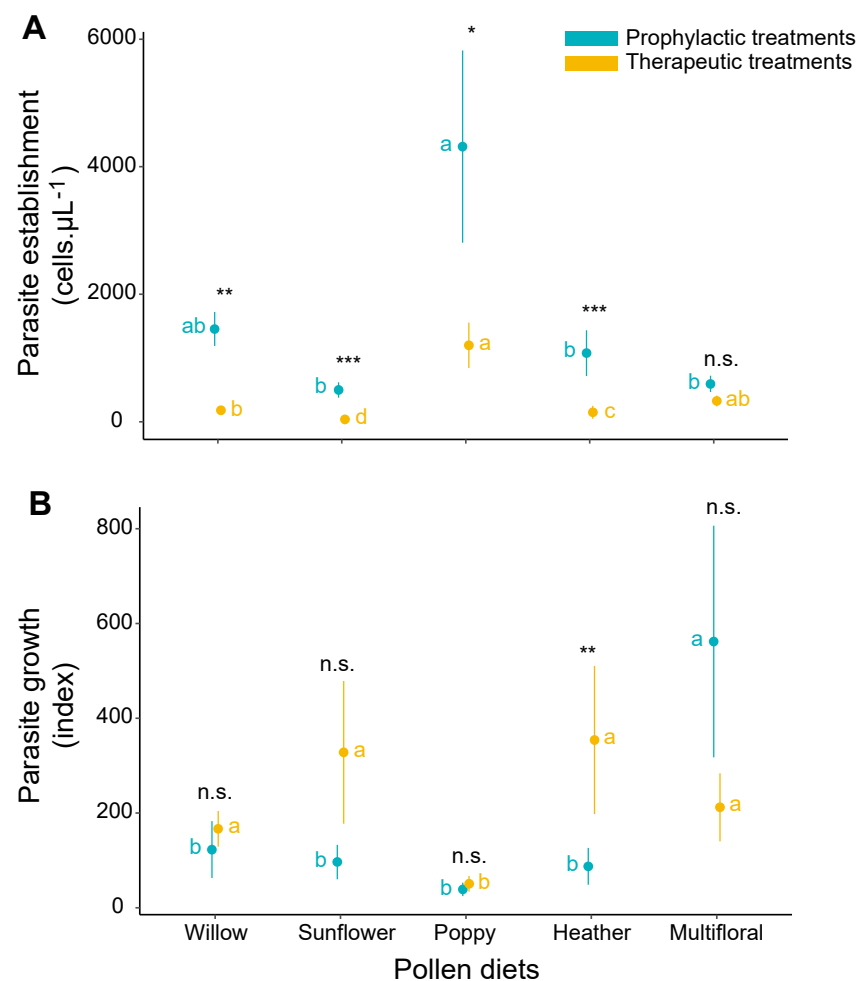 A
Prophylactic treatments
Therapeutic treatments
Parasite establishment
(cells.µL-1)
6000
4000
2000
0
** *** * *** n.s.
ab b a b b
b d a c ab
B
Parasite growth
(index)
800
600
400
200
0
n.s. n.s. n.s. ** n.s.
b b b b a
a a b a a
Willow Sunflower Poppy Heather Multifloral
Pollen diets